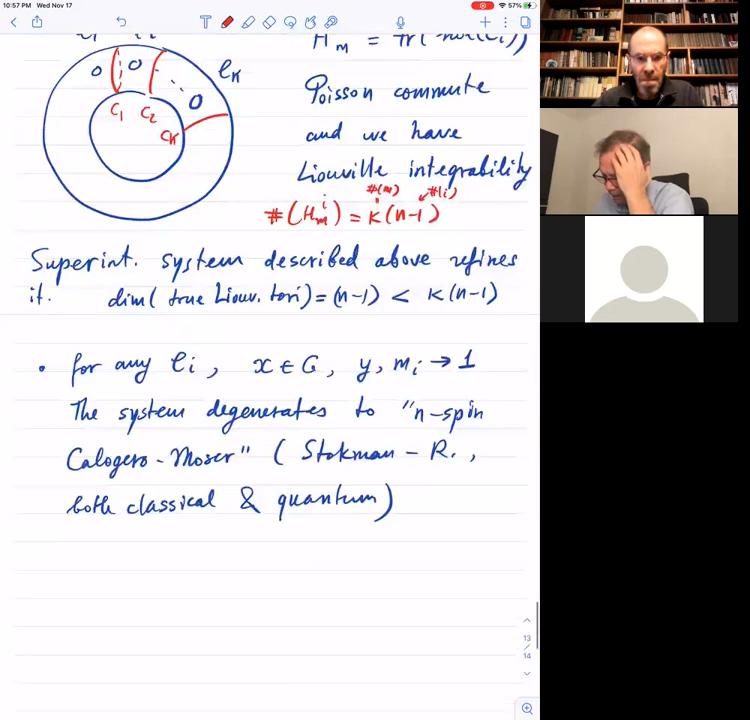 10:57 PM Wed Nov 17
57%
0 0 0 ℓ_K
C_1 C_2 C_K
H_m = tr(
Poisson commute
and we have
Liouville integrability
#(m) #(i)
#(H_m^i) = K(n-1)
Superint. system described above refines
it. dim(true Liouv. tori) = (n-1) < K(n-1)
• for any ℓ_i, x ∈ G, y, m_i → 1
The system degenerates to "n-spin
Calogero-Moser" (Stokman - R.,
both classical & quantum)
13
/
14